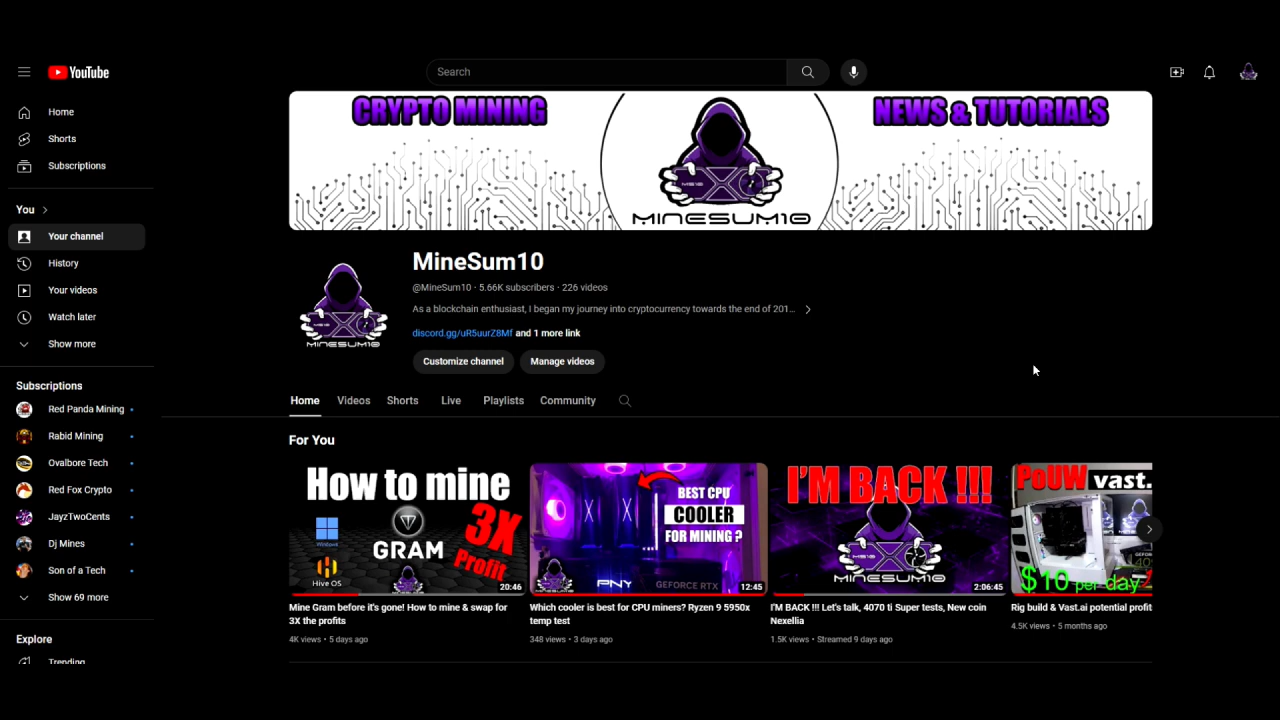 YouTube
Search
Home
Shorts
Subscriptions
You
Your channel
History
Your videos
Watch later
Show more
Subscriptions
Red Panda Mining
Rabid Mining
Ovalbore Tech
Red Fox Crypto
JayzTwoCents
Dj Mines
Son of a Tech
Show 69 more
Explore
Trending
CRYPTO MINING
NEWS & TUTORIALS
MS10
MINESUM10
MINESUM10
MineSum10
@MineSum10 · 5.66K subscribers · 226 videos
As a blockchain enthusiast, I began my journey into cryptocurrency towards the end of 201...
discord.gg/uR5uurZ8Mf and 1 more link
Customize channel Manage videos
Home Videos Shorts Live Playlists Community
For You
How to mine
3X
Profit
Windows
GRAM
Hive OS
20:46
Mine Gram before it's gone! How to mine & swap for
3X the profits
4K views · 5 days ago
BEST CPU
COOLER
FOR MINING ?
PNY GEFORCE RTX
12:45
Which cooler is best for CPU miners? Ryzen 9 5950x
temp test
348 views · 3 days ago
I'M BACK !!!
MS10
MINESUM10
2:06:45
I'M BACK !!! Let's talk, 4070 ti Super tests, New coin
Nexellia
1.5K views · Streamed 9 days ago
PoUW vast.
$10 per day
Rig build & Vast.ai potential profit
4.5K views · 5 months ago